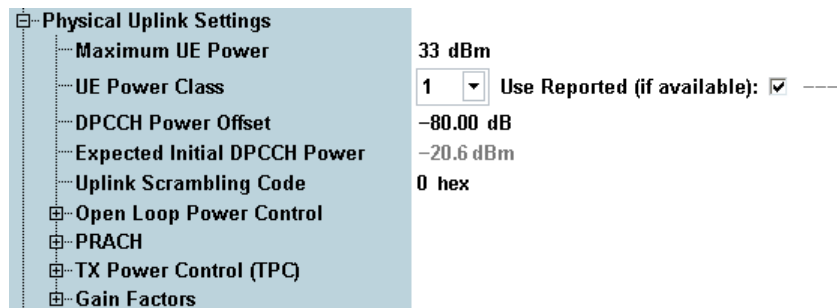 Physical Uplink Settings
Maximum UE Power 33 dBm
UE Power Class 1 Use Reported (if available): ---
DPCCH Power Offset −80.00 dB
Expected Initial DPCCH Power −20.6 dBm
Uplink Scrambling Code 0 hex
Open Loop Power Control
PRACH
TX Power Control (TPC)
Gain Factors